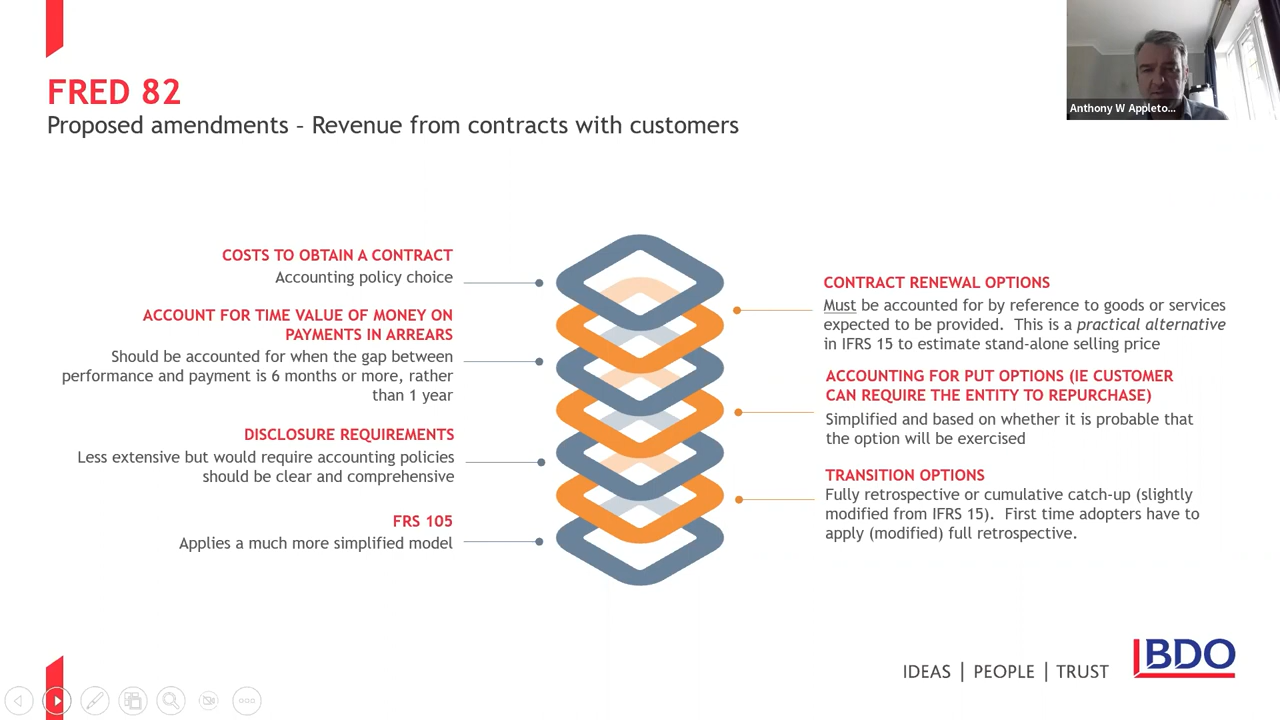 FRED 82
Proposed amendments – Revenue from contracts with customers
Anthony W Appleto...
COSTS TO OBTAIN A CONTRACT
Accounting policy choice
ACCOUNT FOR TIME VALUE OF MONEY ON
PAYMENTS IN ARREARS
Should be accounted for when the gap between
performance and payment is 6 months or more, rather
than 1 year
DISCLOSURE REQUIREMENTS
Less extensive but would require accounting policies
should be clear and comprehensive
FRS 105
Applies a much more simplified model
CONTRACT RENEWAL OPTIONS
Must be accounted for by reference to goods or services
expected to be provided. This is a practical alternative
in IFRS 15 to estimate stand-alone selling price
ACCOUNTING FOR PUT OPTIONS (IE CUSTOMER
CAN REQUIRE THE ENTITY TO REPURCHASE)
Simplified and based on whether it is probable that
the option will be exercised
TRANSITION OPTIONS
Fully retrospective or cumulative catch-up (slightly
modified from IFRS 15). First time adopters have to
apply (modified) full retrospective.
IDEAS | PEOPLE | TRUST
BDO